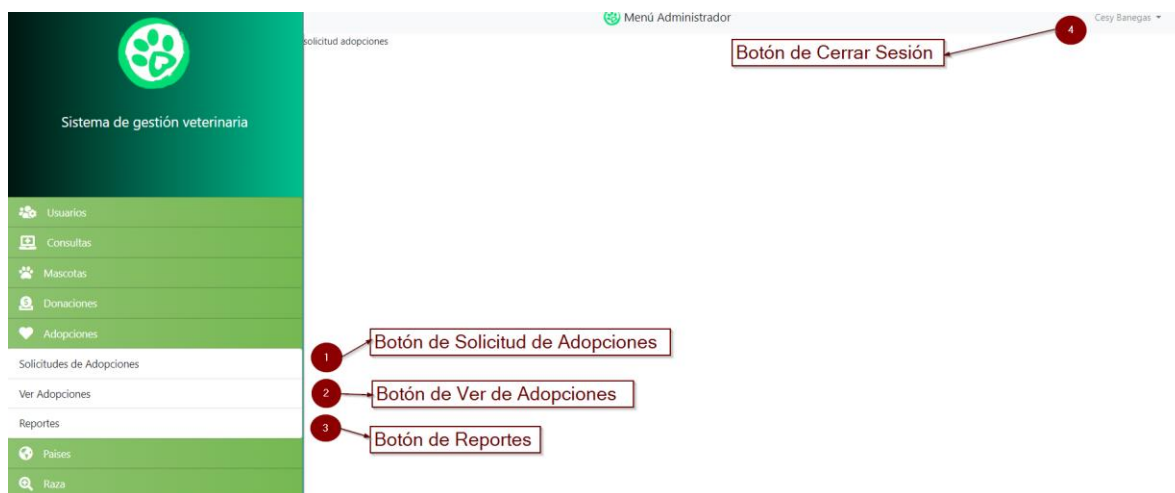 Menú Administrador
Cesy Banegas
4
solicitud adopciones
Botón de Cerrar Sesión
Sistema de gestión veterinaria
Usuarios
Consultas
Mascotas
Donaciones
Adopciones
Solicitudes de Adopciones
1
Botón de Solicitud de Adopciones
Ver Adopciones
2
Botón de Ver de Adopciones
Reportes
3
Botón de Reportes
Paises
Raza